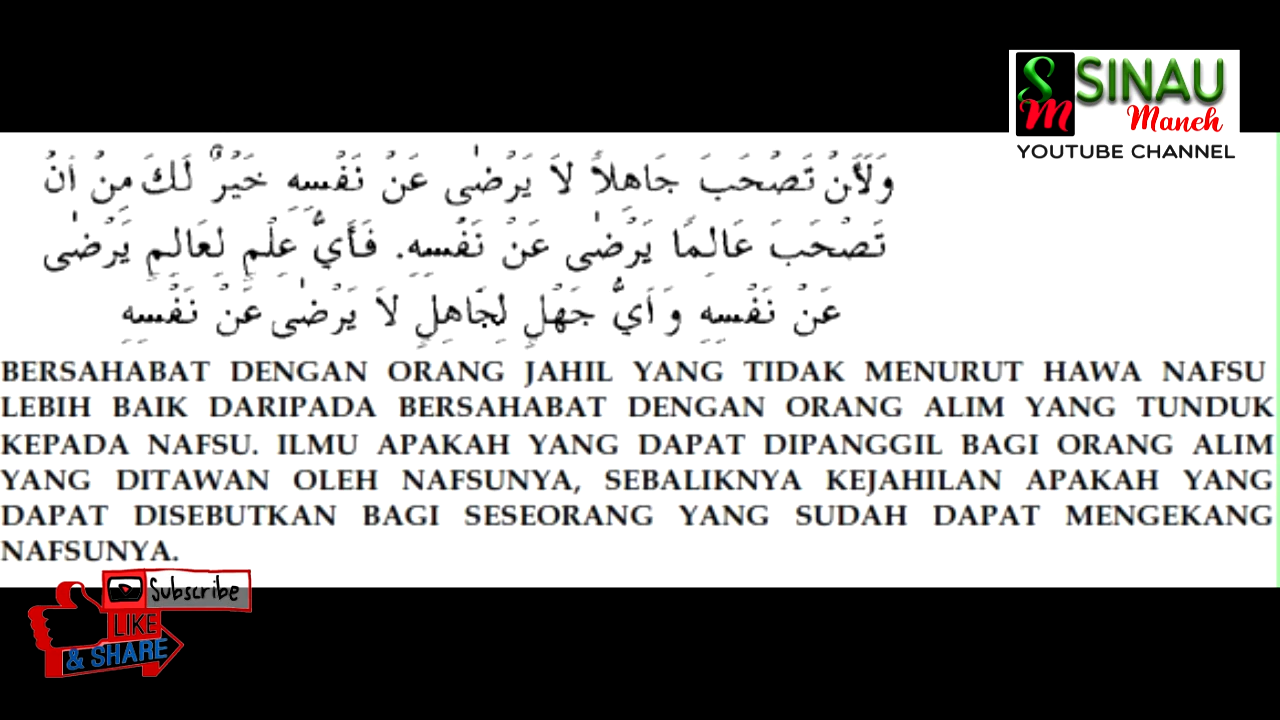 SM SINAU
Maneh
YOUTUBE CHANNEL
وَلَأَنْ تَصْحَبَ جَاهِلاً لاَ يَرْضٰى عَنْ نَفْسِهِ خَيْرٌ لَكَ مِنْ اَنْ
تَصْحَبَ عَالِمًا يَرْضٰى عَنْ نَفْسِهِ. فَأَيُّ عِلْمٍ لِعَالِمٍ يَرْضٰى
عَنْ نَفْسِهِ وَ اَيُّ جَهْلٍ لِجَاهِلٍ لاَ يَرْضٰى عَنْ نَفْسِهِ
BERSAHABAT DENGAN ORANG JAHIL YANG TIDAK MENURUT HAWA NAFSU
LEBIH BAIK DARIPADA BERSAHABAT DENGAN ORANG ALIM YANG TUNDUK
KEPADA NAFSU. ILMU APAKAH YANG DAPAT DIPANGGIL BAGI ORANG ALIM
YANG DITAWAN OLEH NAFSUNYA, SEBALIKNYA KEJAHILAN APAKAH YANG
DAPAT DISEBUTKAN BAGI SESEORANG YANG SUDAH DAPAT MENGEKANG
NAFSUNYA.
Subscribe
LIKE
& SHARE